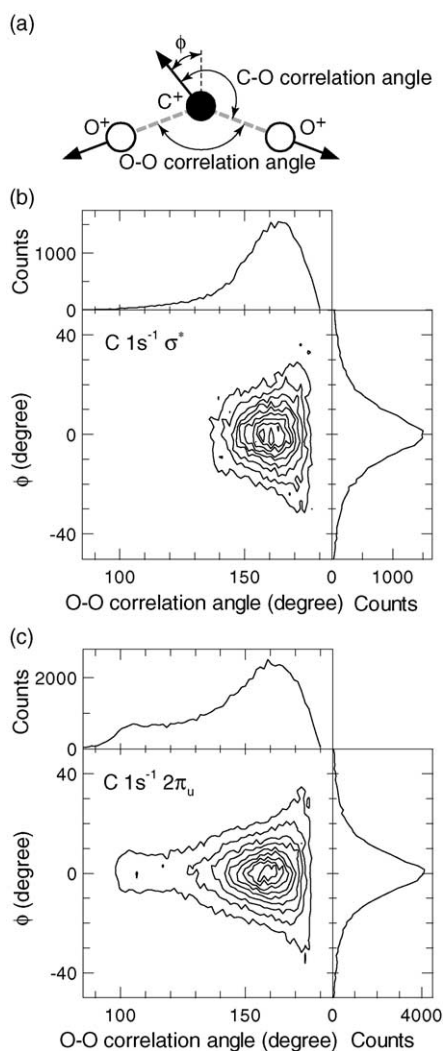 (a)
ϕ
C⁺
C-O correlation angle
O⁺
O⁺
O-O correlation angle
(b)
Counts
1000
0
C 1s⁻¹ σ*
ϕ (degree)
40
0
-40
100
150
0
1000
O-O correlation angle (degree) Counts
(c)
Counts
2000
0
C 1s⁻¹ 2πᵤ
ϕ (degree)
40
0
-40
100
150
0
4000
O-O correlation angle (degree) Counts